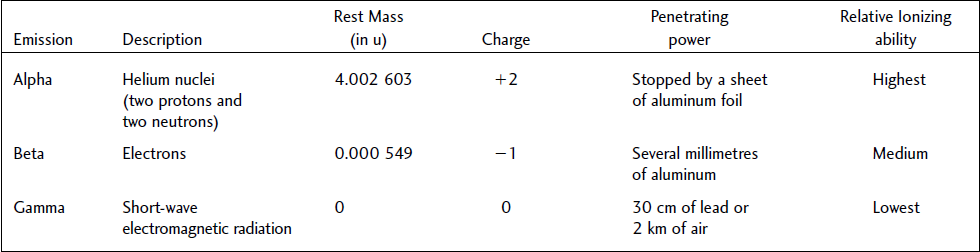 Rest Mass Penetrating Relative Ionizing
Emission Description (in u) Charge power ability
Alpha Helium nuclei 4.002 603 +2 Stopped by a sheet Highest
(two protons and of aluminum foil
two neutrons)
Beta Electrons 0.000 549 −1 Several millimetres Medium
of aluminum
Gamma Short-wave 0 0 30 cm of lead or Lowest
electromagnetic radiation 2 km of air